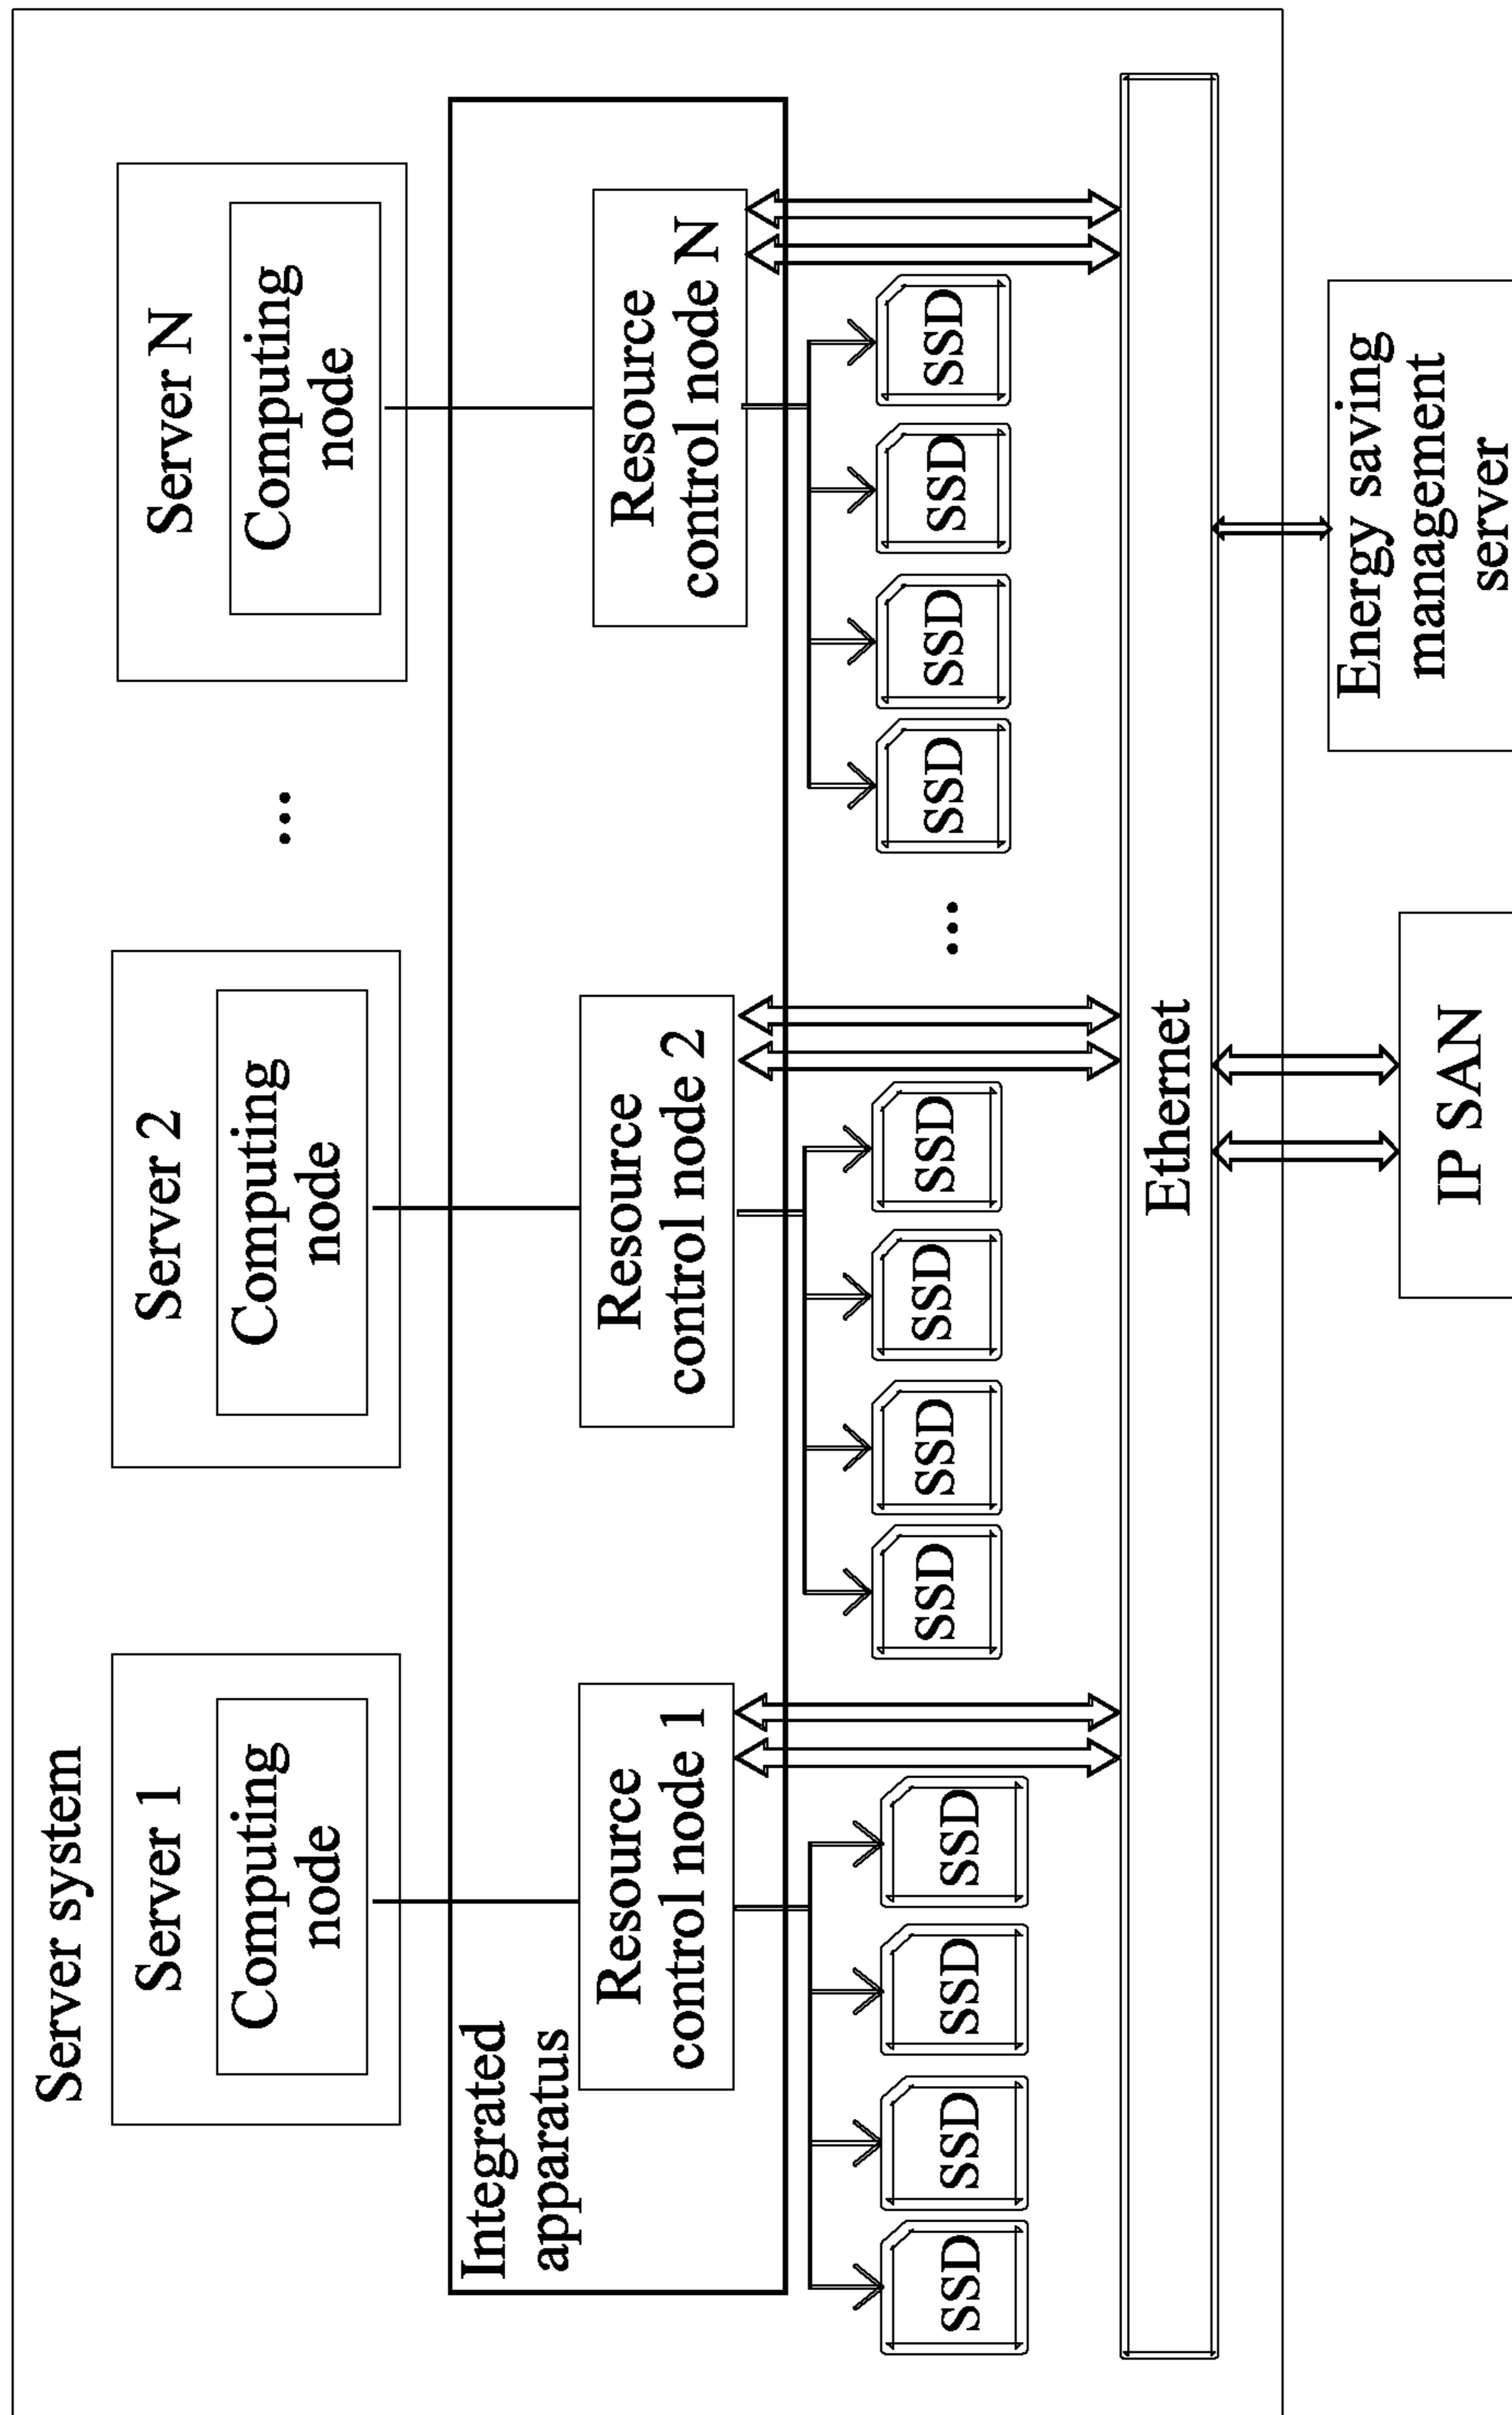 Server system
Server 1
Computing
node
Server 2
Computing
node
...
Server N
Computing
node
Integrated
apparatus
Resource
control node 1
Resource
control node 2
Resource
control node N
SSD
SSD
SSD
SSD
SSD
SSD
SSD
SSD
...
SSD
SSD
SSD
SSD
Ethernet
IP SAN
Energy saving
management
server